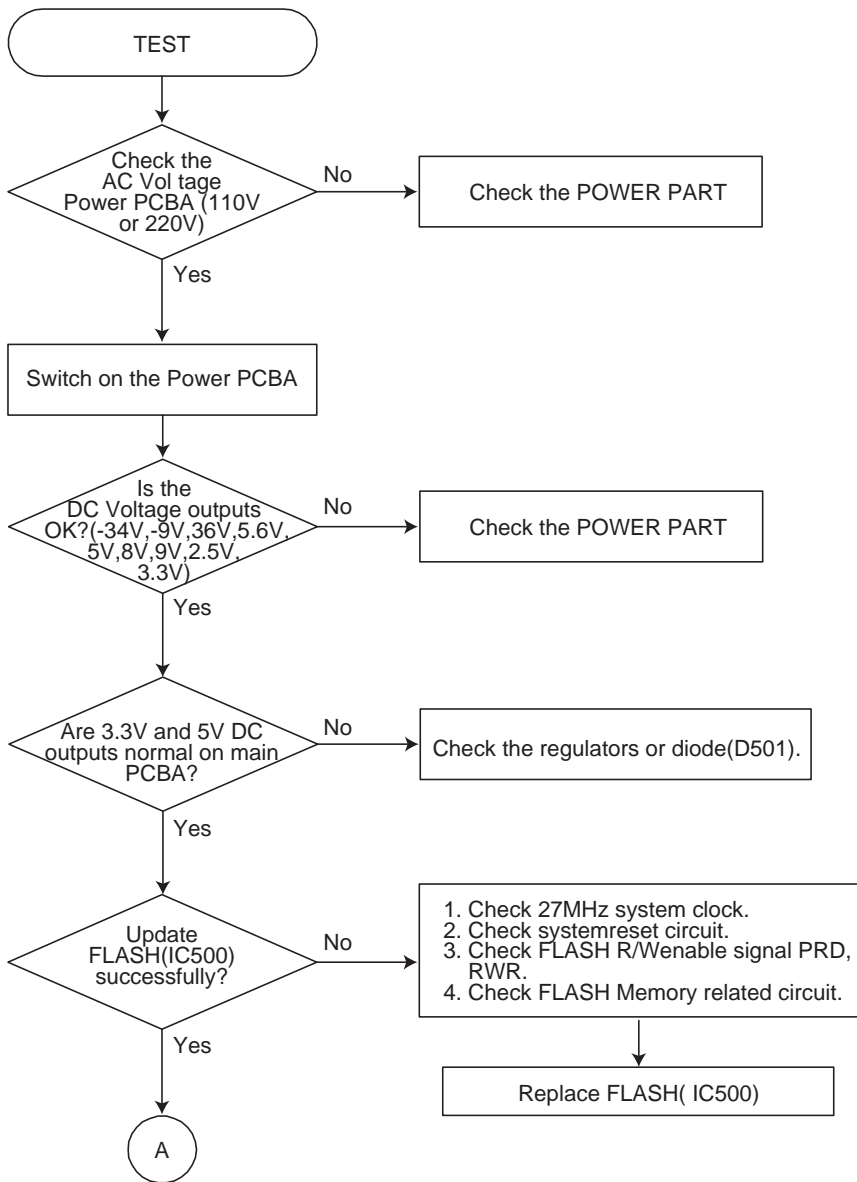 TEST
Check the
AC Vol tage
Power PCBA (110V
or 220V)
No
Check the POWER PART
Yes
Switch on the Power PCBA
Is the
DC Voltage outputs
OK?(-34V,-9V,36V,5.6V,
5V,8V,9V,2.5V,
3.3V)
No
Check the POWER PART
Yes
Are 3.3V and 5V DC
outputs normal on main
PCBA?
No
Check the regulators or diode(D501).
Yes
Update
FLASH(IC500)
successfully?
No
1. Check 27MHz system clock.
2. Check systemreset circuit.
3. Check FLASH R/Wenable signal PRD,
RWR.
4. Check FLASH Memory related circuit.
Yes
Replace FLASH( IC500)
A